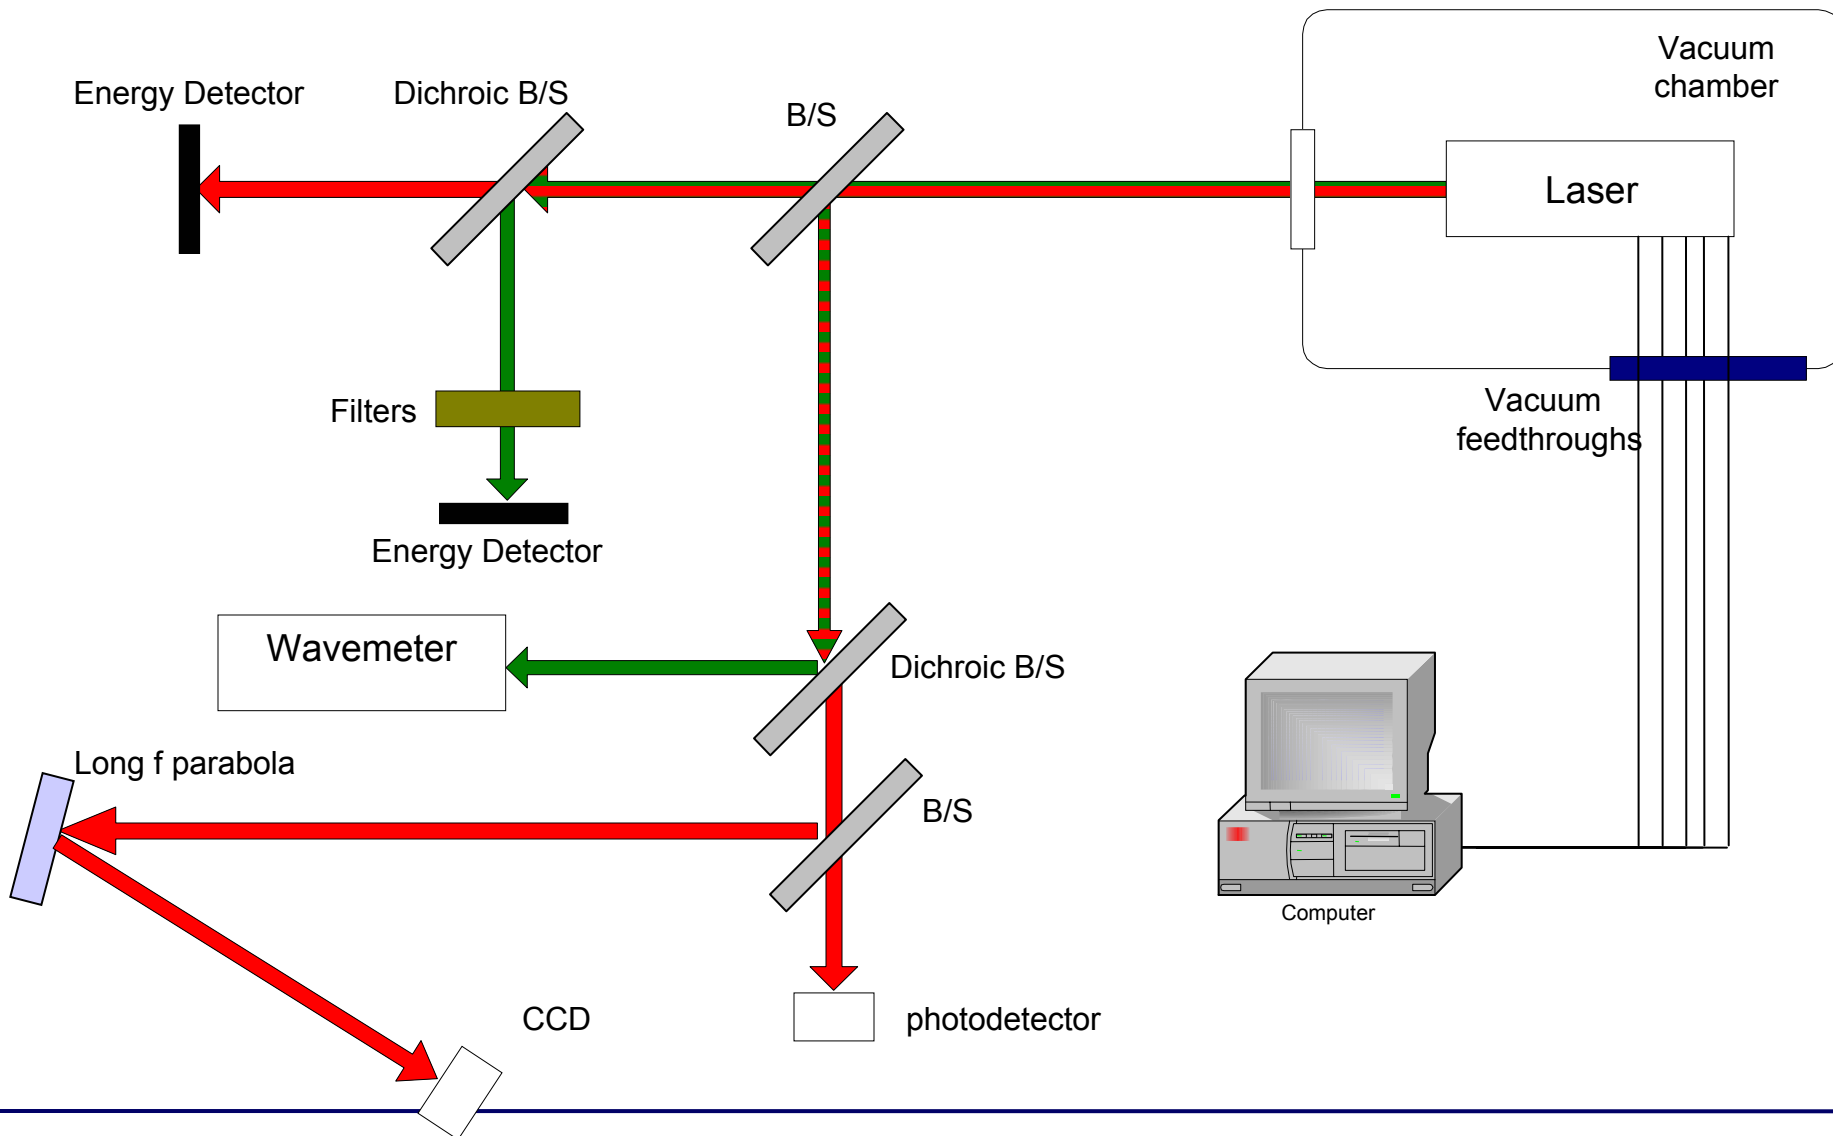 Vacuum
chamber
Energy Detector
Dichroic B/S
B/S
Laser
Filters
Vacuum
feedthroughs
Energy Detector
Wavemeter
Dichroic B/S
Long f parabola
B/S
Computer
CCD
photodetector